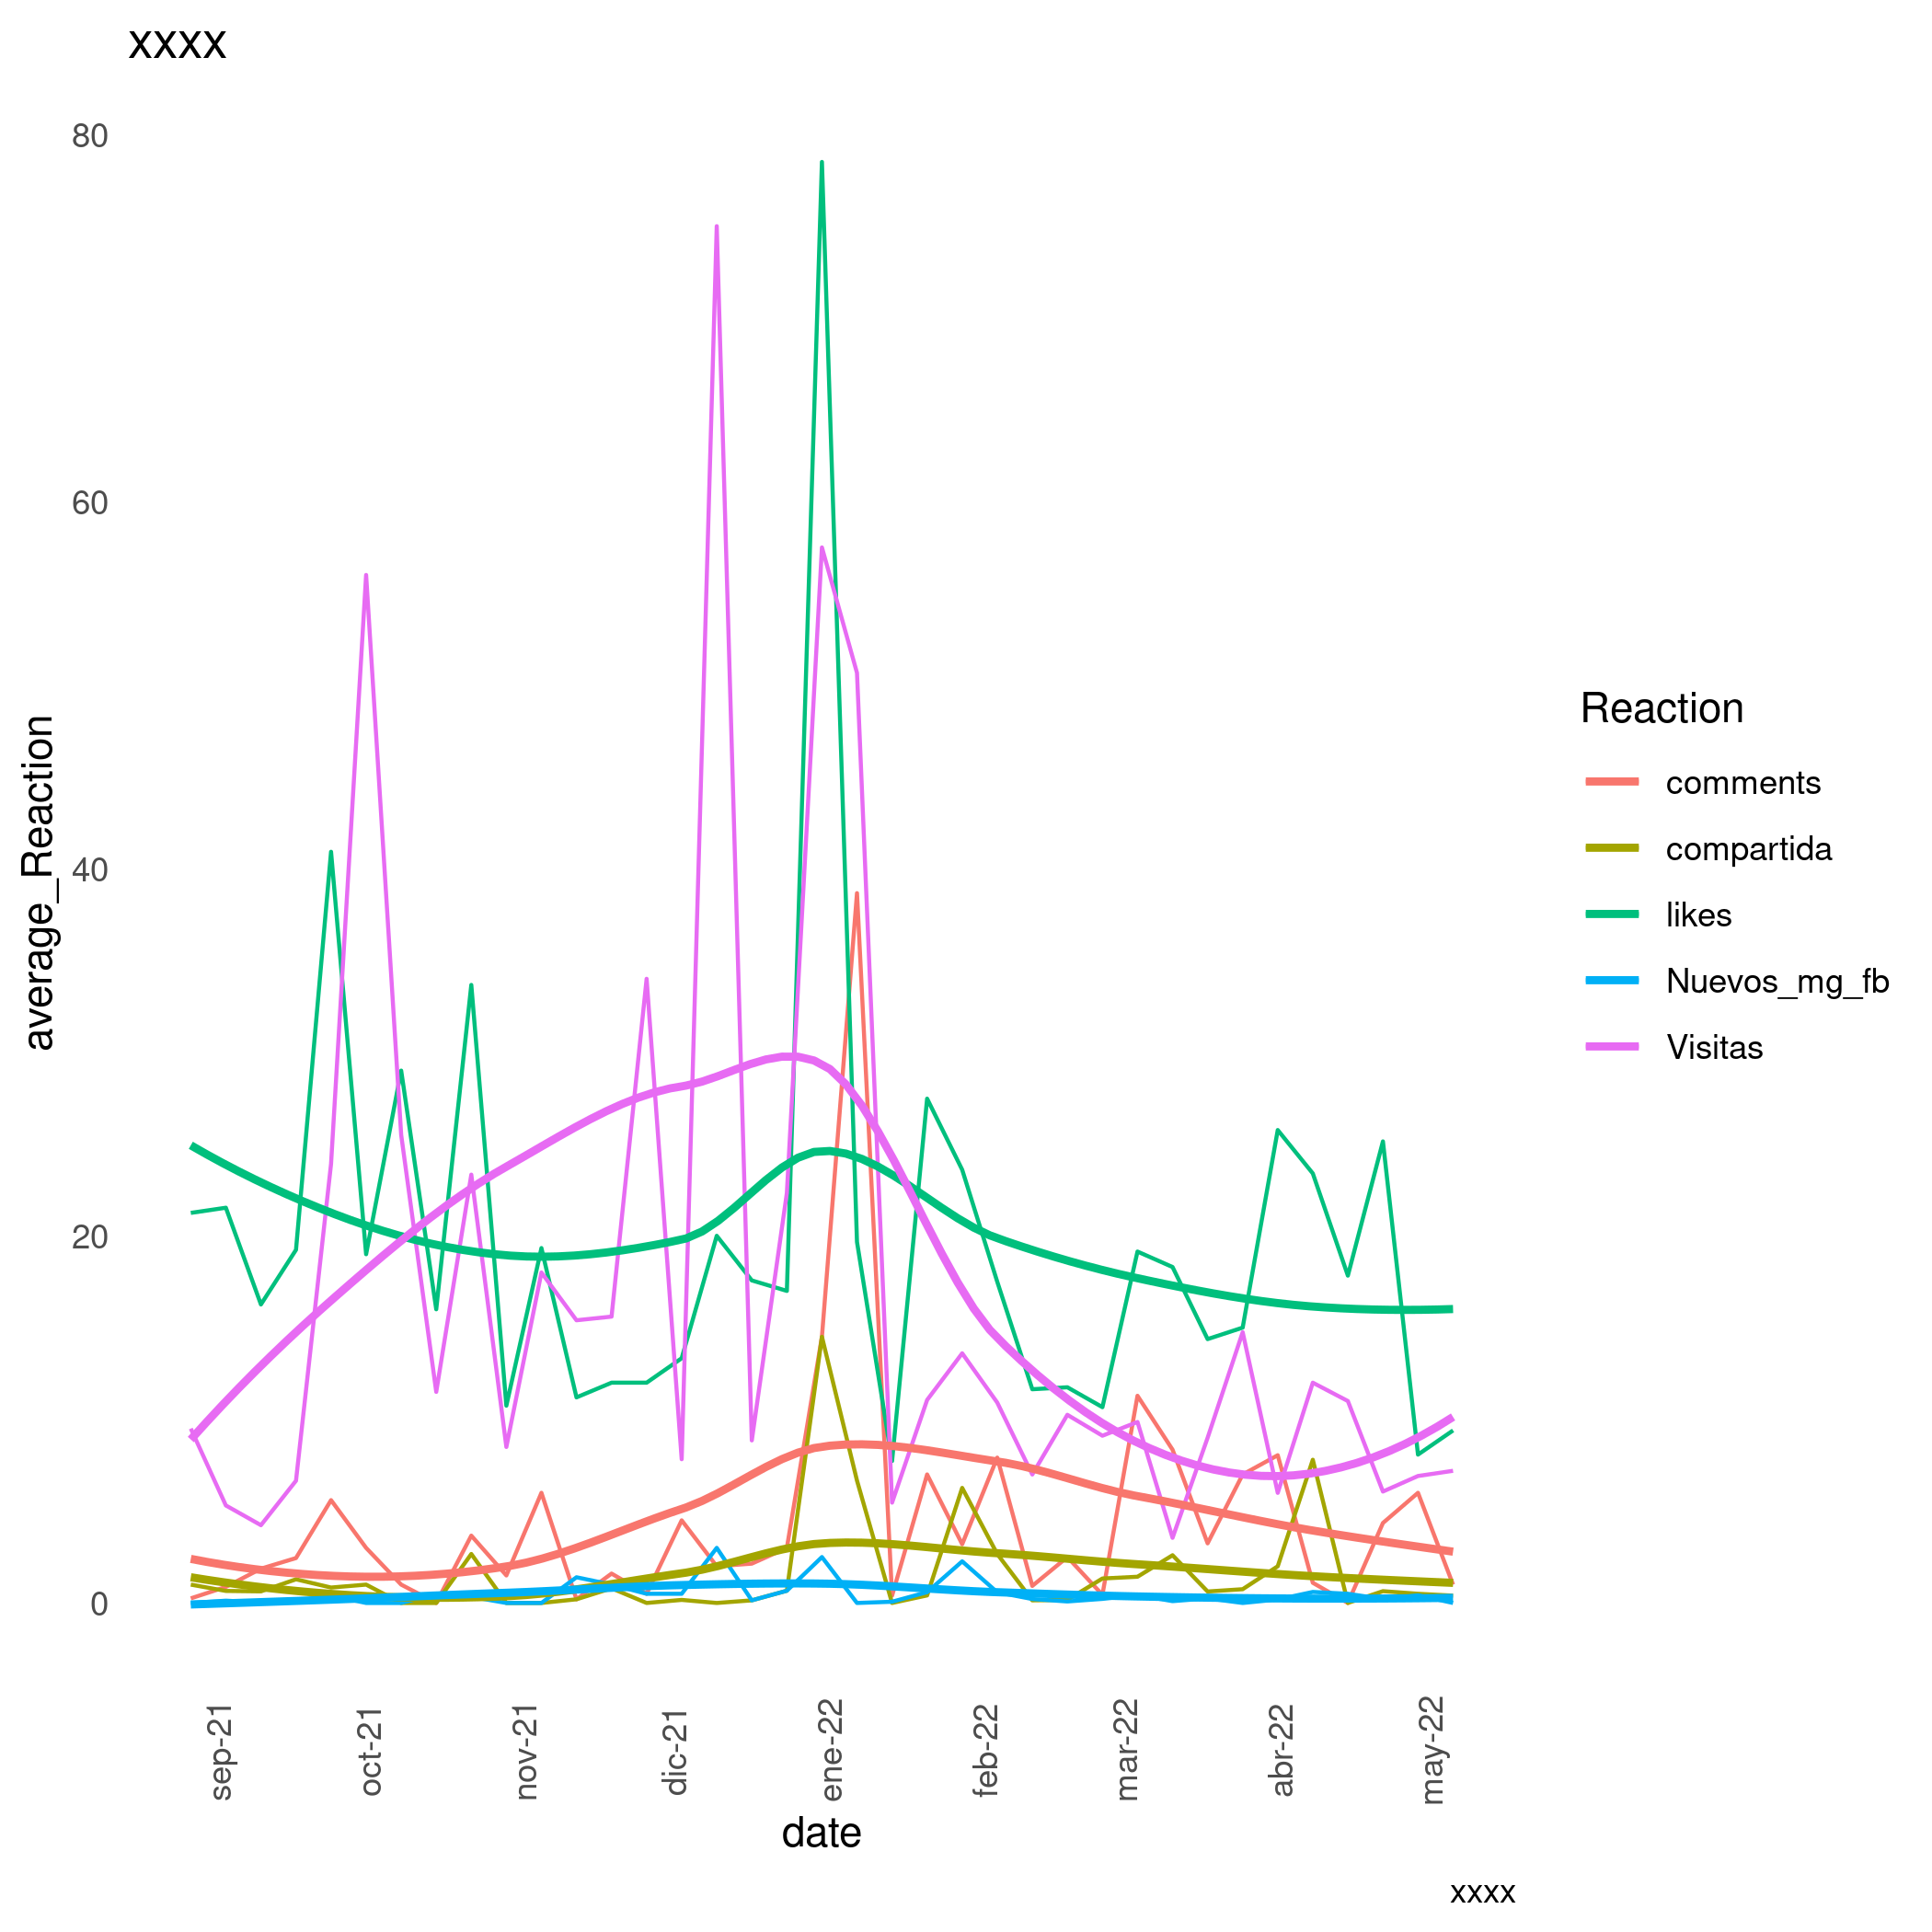 xxxx
80
60
40
20
0
average_Reaction
sep-21
oct-21
nov-21
dic-21
ene-22
feb-22
mar-22
abr-22
may-22
date
Reaction
comments
compartida
likes
Nuevos_mg_fb
Visitas
xxxx